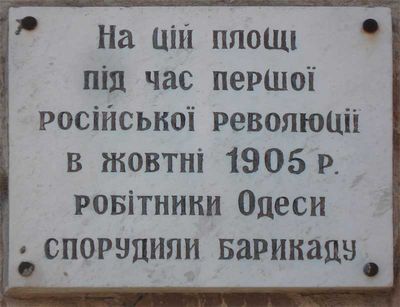 На цій площі
під час першої
російської революції
в жовтні 1905 р.
робітники Одеси
спорудили барикаду